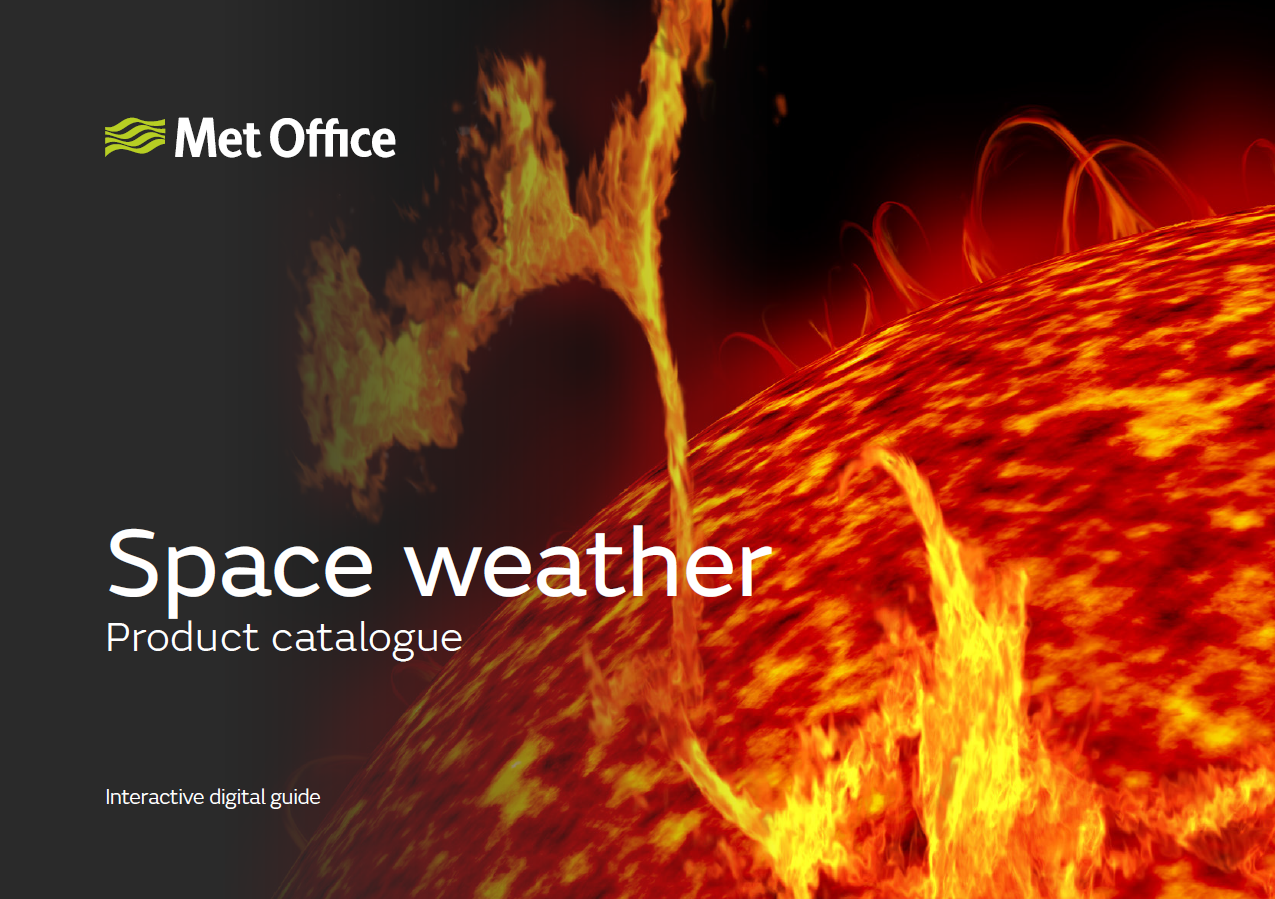 Met Office
Space weather
Product catalogue
Interactive digital guide